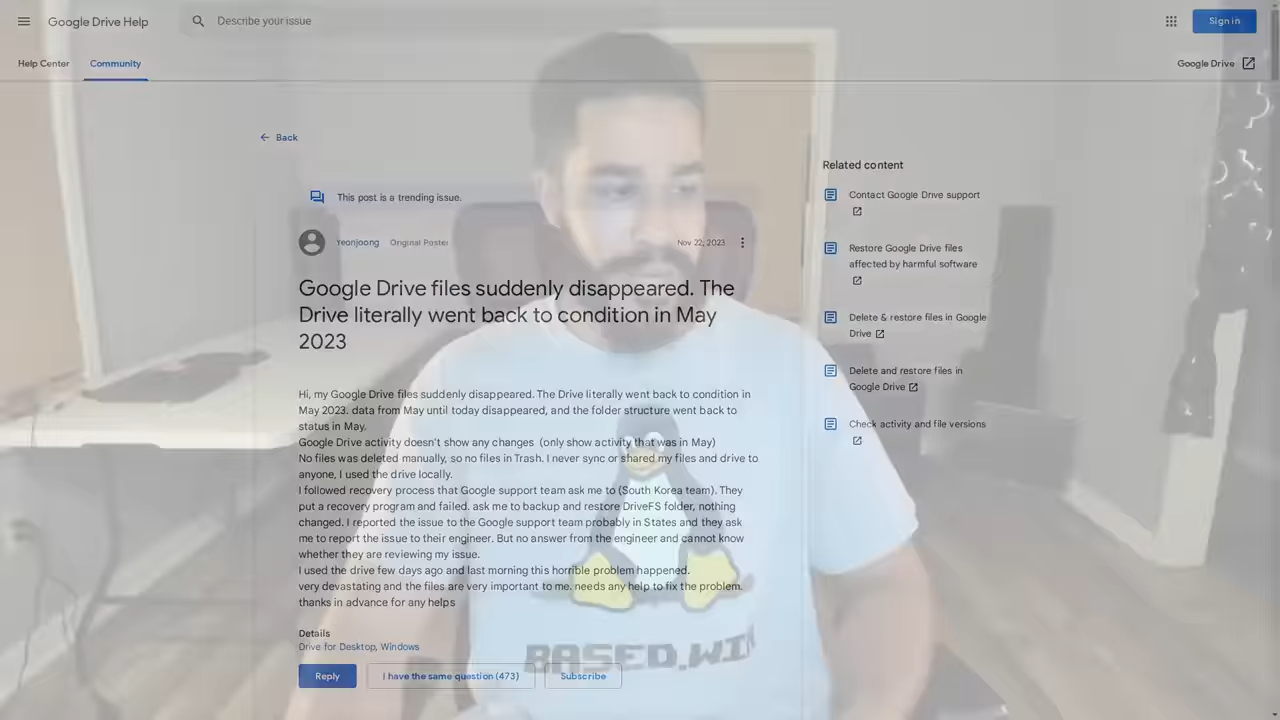 Google Drive Help
Describe your issue
Sign in
Help Center
Community
Google Drive
Back
This post is a trending issue.
Yeonjoong Original Poster
Nov 22, 2023
Google Drive files suddenly disappeared. The
Drive literally went back to condition in May
2023
Hi, my Google Drive files suddenly disappeared. The Drive literally went back to condition in
May 2023. data from May until today disappeared, and the folder structure went back to
status in May.
Google Drive activity doesn't show any changes (only show activity that was in May)
No files was deleted manually, so no files in Trash. I never sync or shared my files and drive to
anyone, I used the drive locally.
I followed recovery process that Google support team ask me to (South Korea team). They
put a recovery program and failed. ask me to backup and restore DriveFS folder, nothing
changed. I reported the issue to the Google support team probably in States and they ask
me to report the issue to their engineer. But no answer from the engineer and cannot know
whether they are reviewing my issue.
I used the drive few days ago and last morning this horrible problem happened.
very devastating and the files are very important to me. needs any help to fix the problem.
thanks in advance for any helps
Details
Drive for Desktop, Windows
Reply
I have the same question (473)
Subscribe
Related content
Contact Google Drive support
Restore Google Drive files
affected by harmful software
Delete & restore files in Google
Drive
Delete and restore files in
Google Drive
Check activity and file versions
BASED.WIN